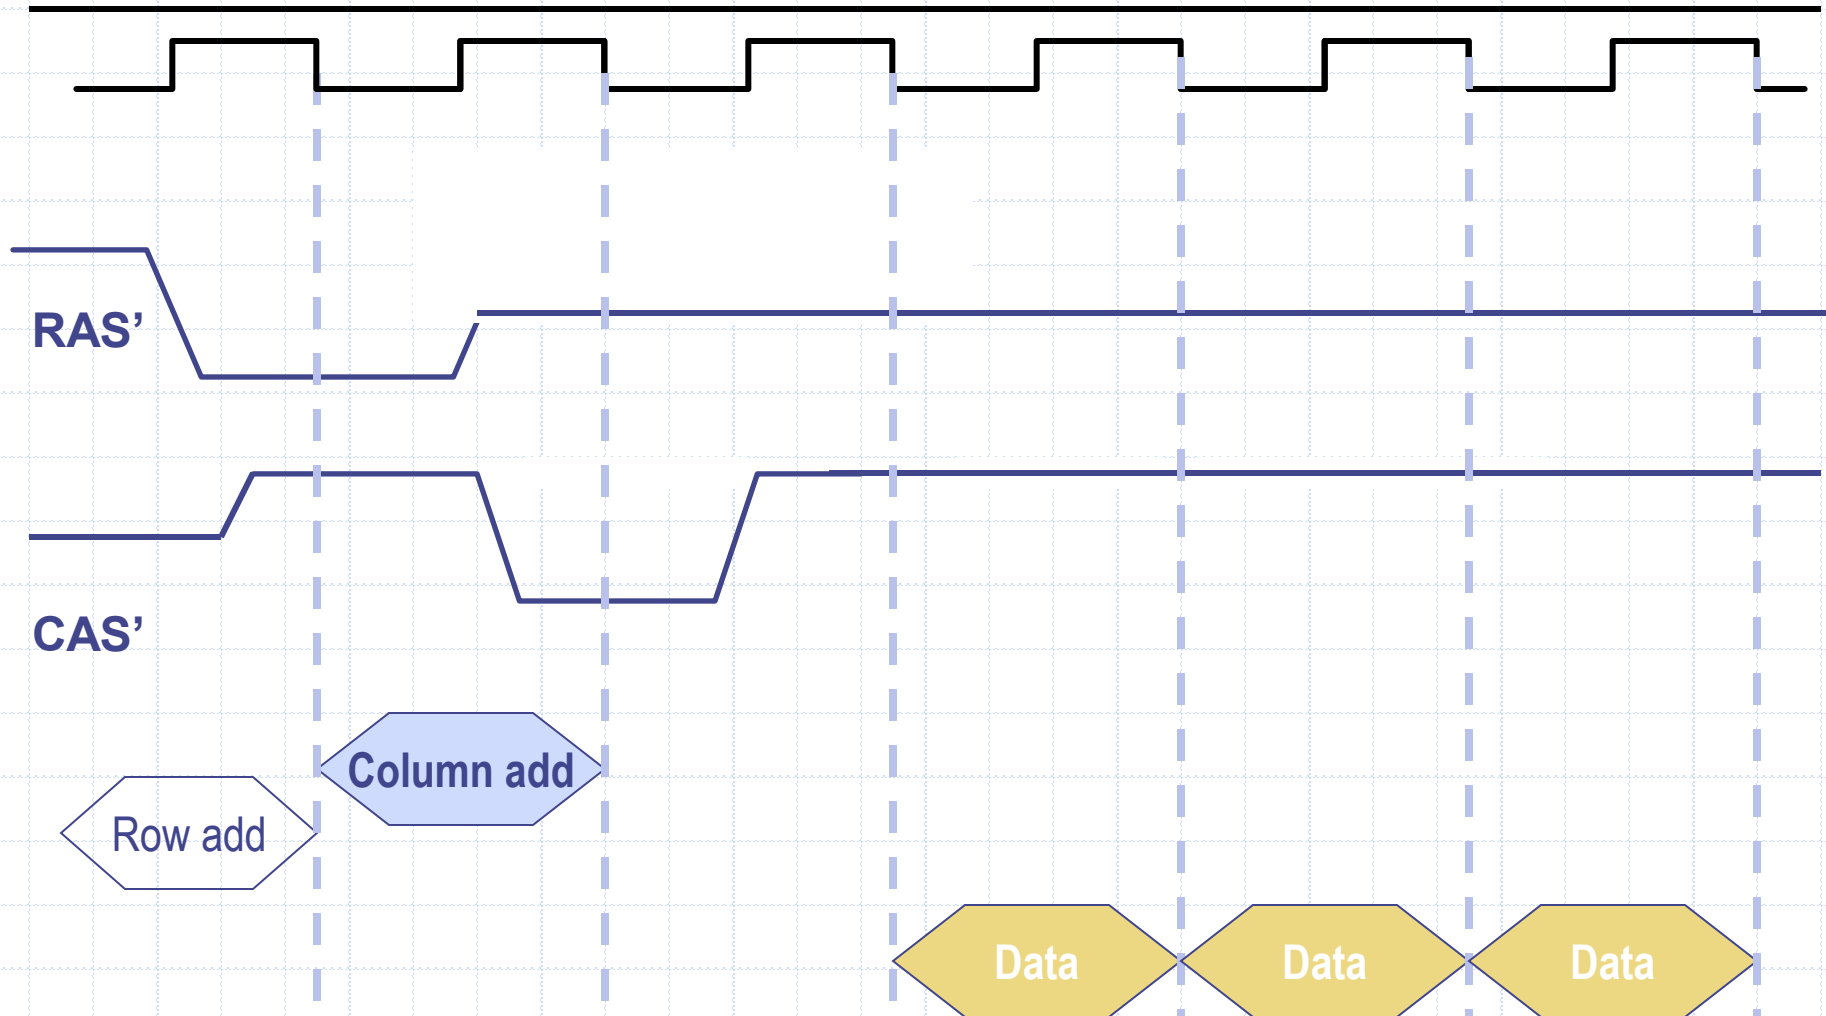 RAS’
CAS’
Column add
Row add
Data Data Data